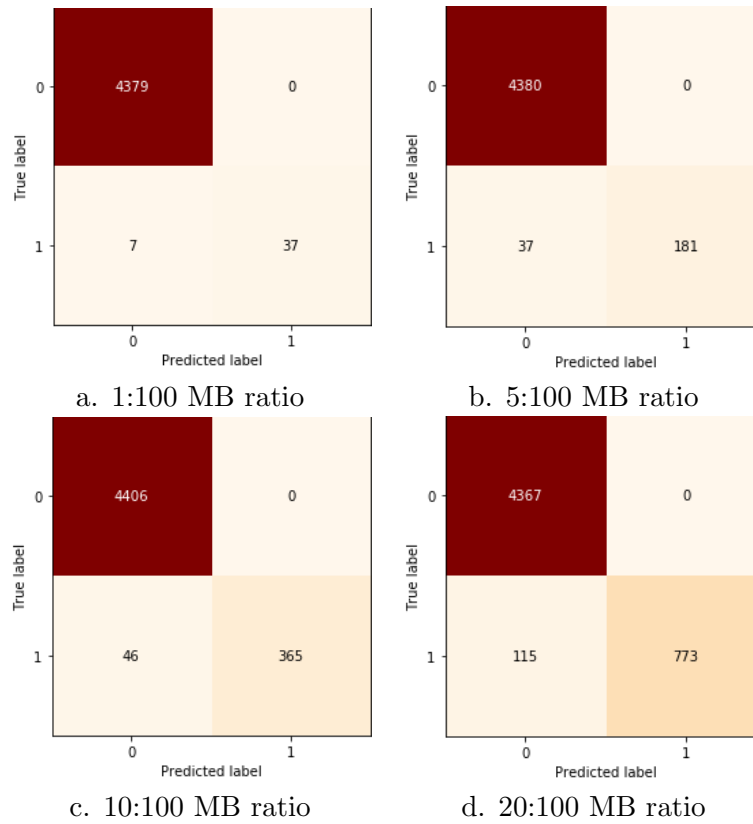 0
4379
0
True label
1
7
37
0
1
Predicted label
a. 1:100 MB ratio
0
4380
0
True label
1
37
181
0
1
Predicted label
b. 5:100 MB ratio
0
4406
0
True label
1
46
365
0
1
Predicted label
c. 10:100 MB ratio
0
4367
0
True label
1
115
773
0
1
Predicted label
d. 20:100 MB ratio